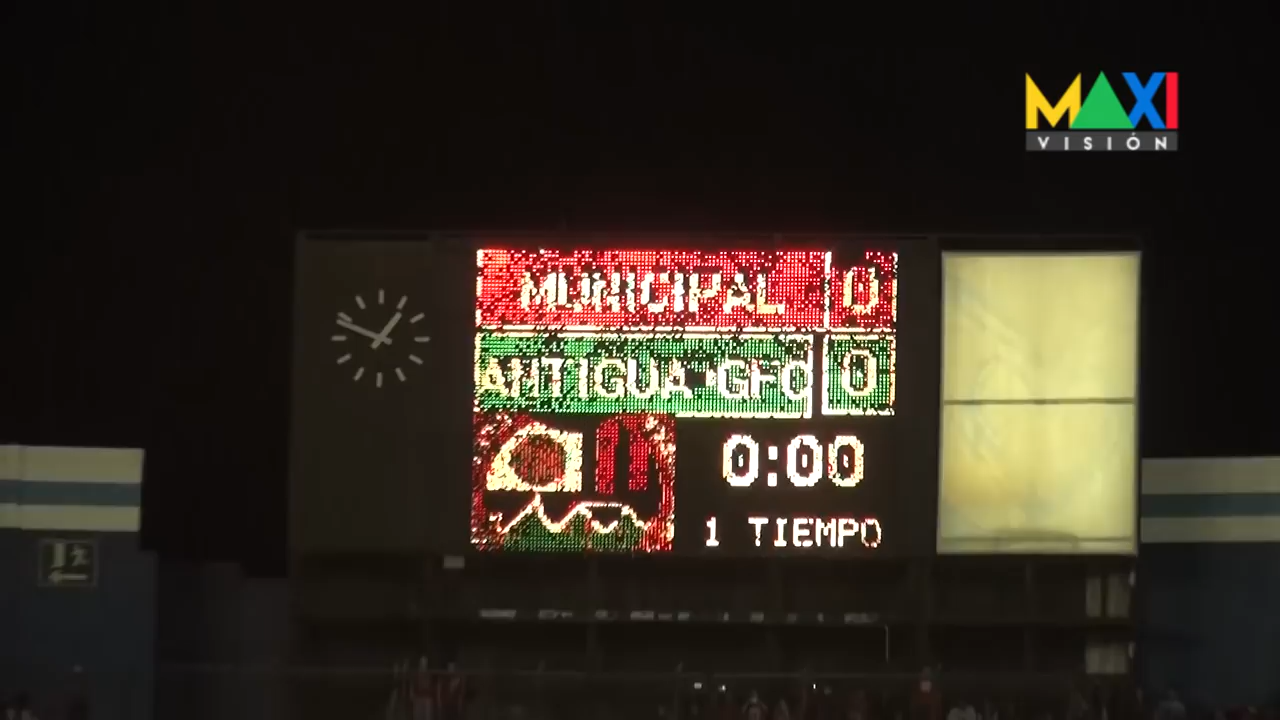 MAXI
VISIÓN
MUNICIPAL 0
ANTIGUA GFC 0
0:00
1 TIEMPO